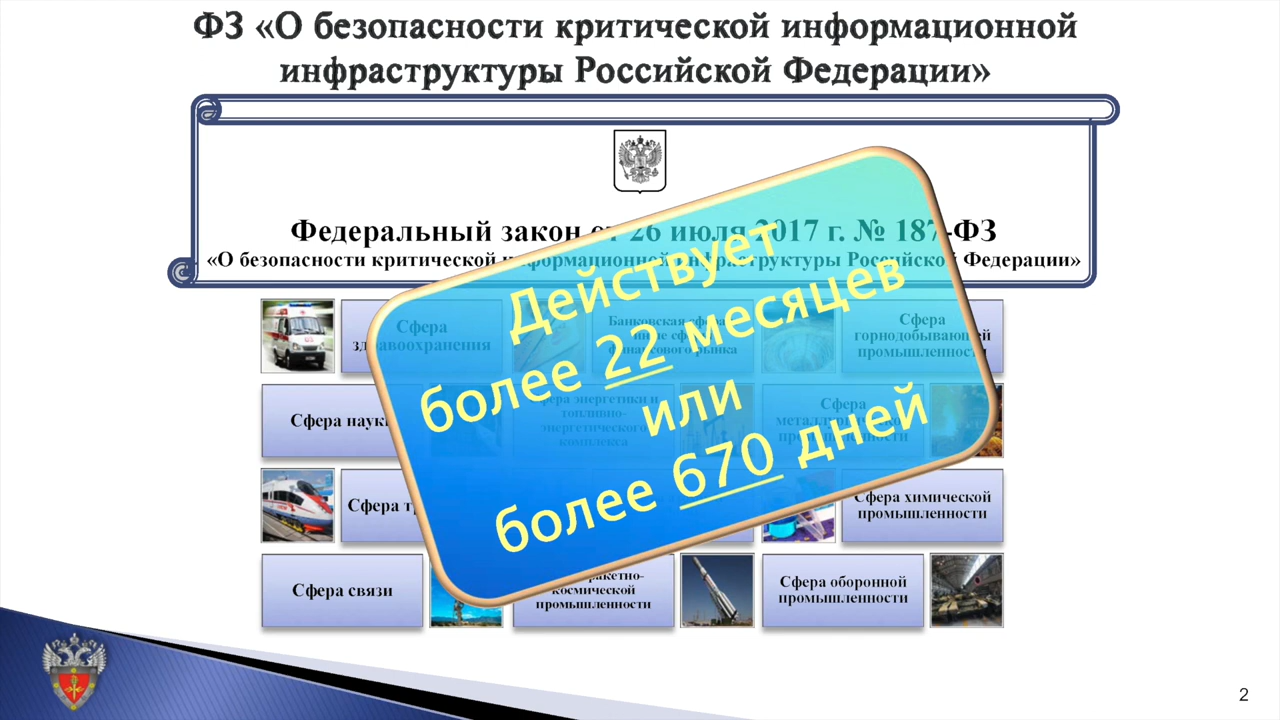 ФЗ «О безопасности критической информационной
инфраструктуры Российской Федерации»
Федеральный закон от 26 июля 2017 г. № 187-ФЗ
«О безопасности критической информационной инфраструктуры Российской Федерации»
Действует
более 22 месяцев
или
более 670 дней
Сфера
здравоохранения
Банковская сфера
финансового рынка
Сфера
горнодобывающей
промышленности
Сфера науки
Сфера энергетики и
топливно-
энергетического
комплекса
Сфера
металлургической
промышленности
Сфера
Сфера химической
промышленности
Сфера связи
ракетно-
космической
промышленности
Сфера оборонной
промышленности
2